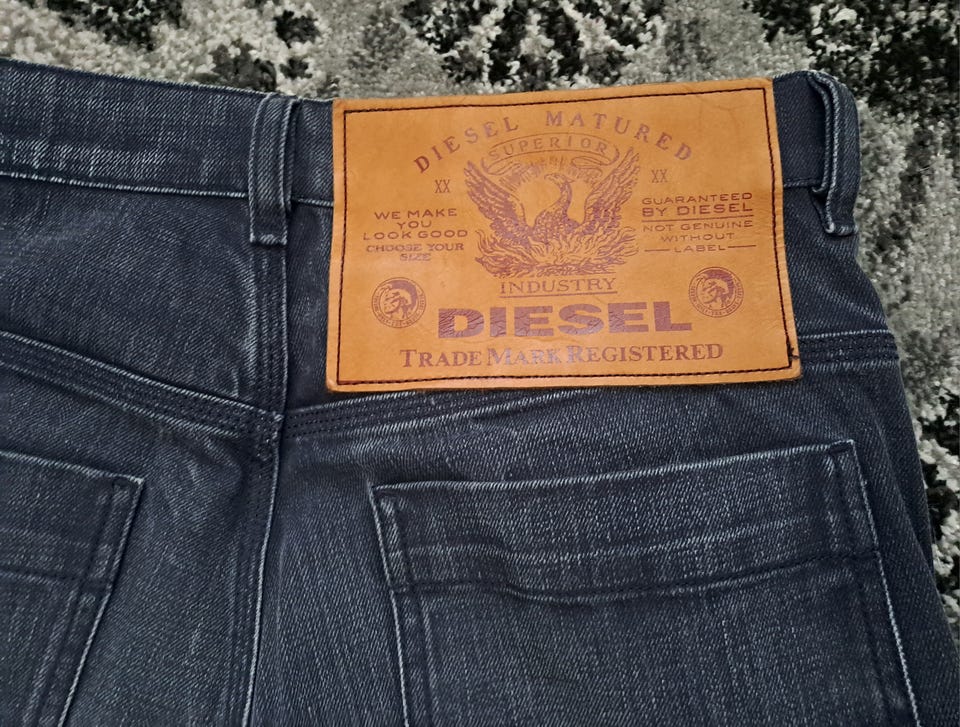 DIESEL MATURED
SUPERIOR
XX
XX
WE MAKE
YOU
LOOK GOOD
CHOOSE YOUR
SIZE
GUARANTEED
BY DIESEL
NOT GENUINE
WITHOUT
LABEL
INDUSTRY
DIESEL
TRADE MARK REGISTERED